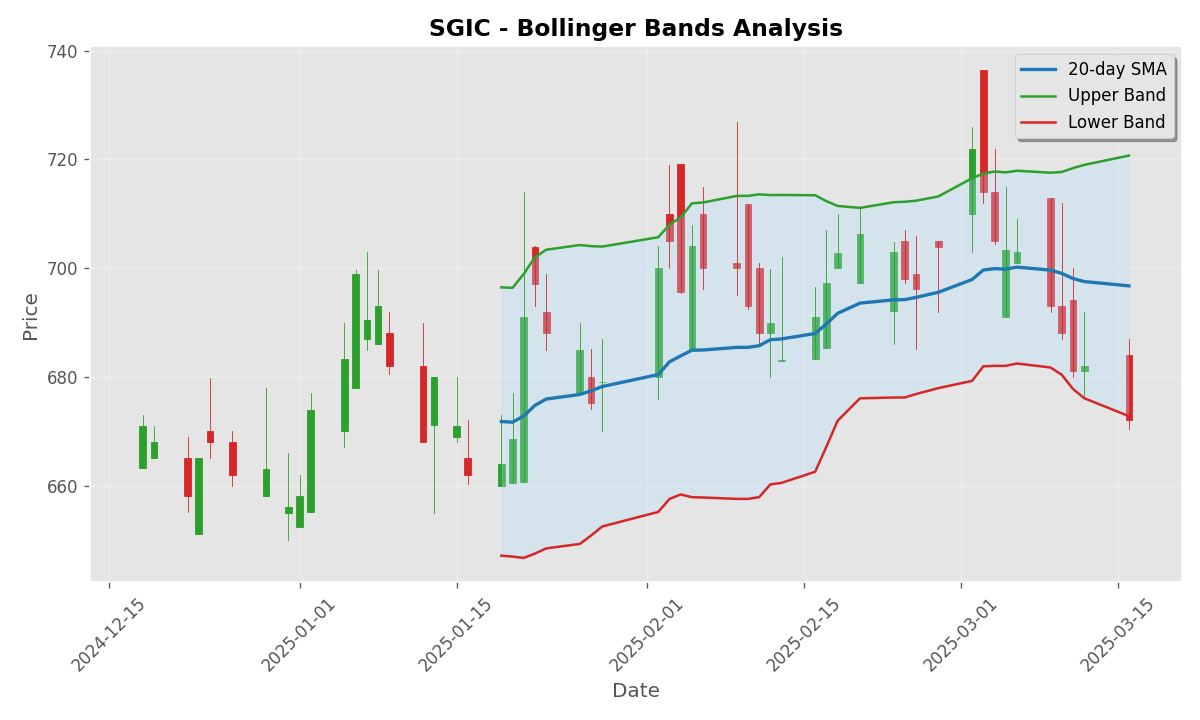 SGIC - Bollinger Bands Analysis
20-day SMA
Upper Band
Lower Band
Price
740
720
700
680
660
2024-12-15
2025-01-01
2025-01-15
2025-02-01
2025-02-15
2025-03-01
2025-03-15
Date